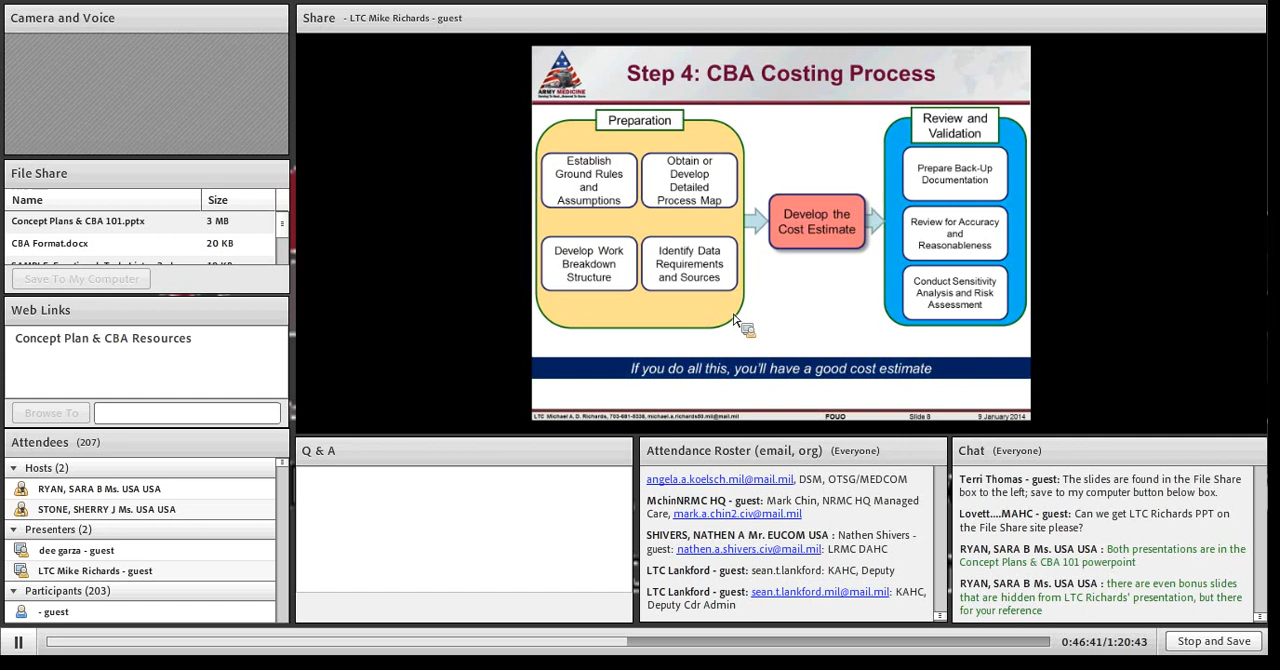 Camera and Voice
File Share
Name
Size
Concept Plans & CBA 101.pptx
3 MB
CBA Format.docx
20 KB
Save To My Computer
Web Links
Concept Plan & CBA Resources
Browse To
Attendees (207)
Hosts (2)
RYAN, SARA B Ms. USA USA
STONE, SHERRY J Ms. USA USA
Presenters (2)
dee garza - guest
LTC Mike Richards - guest
Participants (203)
- guest
Share - LTC Mike Richards - guest
ARMY MEDICINE
Step 4: CBA Costing Process
Preparation
Establish
Ground Rules
and
Assumptions
Obtain or
Develop
Detailed
Process Map
Develop Work
Breakdown
Structure
Identify Data
Requirements
and Sources
Develop the
Cost Estimate
Review and
Validation
Prepare Back-Up
Documentation
Review for Accuracy
and
Reasonableness
Conduct Sensitivity
Analysis and Risk
Assessment
If you do all this, you'll have a good cost estimate
FOUO
Slide 8
9 January 2014
Q & A
Attendance Roster (email, org) (Everyone)
angela.a.koelsch.mil@mail.mil, DSM, OTSG/MEDCOM
MchinNRMC HQ - guest: Mark Chin, NRMC HQ Managed
Care, mark.a.chin2.civ@mail.mil
SHIVERS, NATHEN A Mr. EUCOM USA : Nathen Shivers -
guest: nathen.a.shivers.civ@mail.mil: LRMC DAHC
LTC Lankford - guest: sean.t.lankford: KAHC, Deputy
LTC Lankford - guest: sean.t.lankford.mil@mail.mil: KAHC,
Deputy Cdr Admin
Chat (Everyone)
Terri Thomas - guest: The slides are found in the File Share
box to the left; save to my computer button below box.
Lovett....MAHC - guest: Can we get LTC Richards PPT on
the File Share site please?
RYAN, SARA B Ms. USA USA : Both presentations are in the
Concept Plans & CBA 101 powerpoint
RYAN, SARA B Ms. USA USA : there are even bonus slides
that are hidden from LTC Richards' presentation, but there
for your reference
0:46:41/1:20:43
Stop and Save